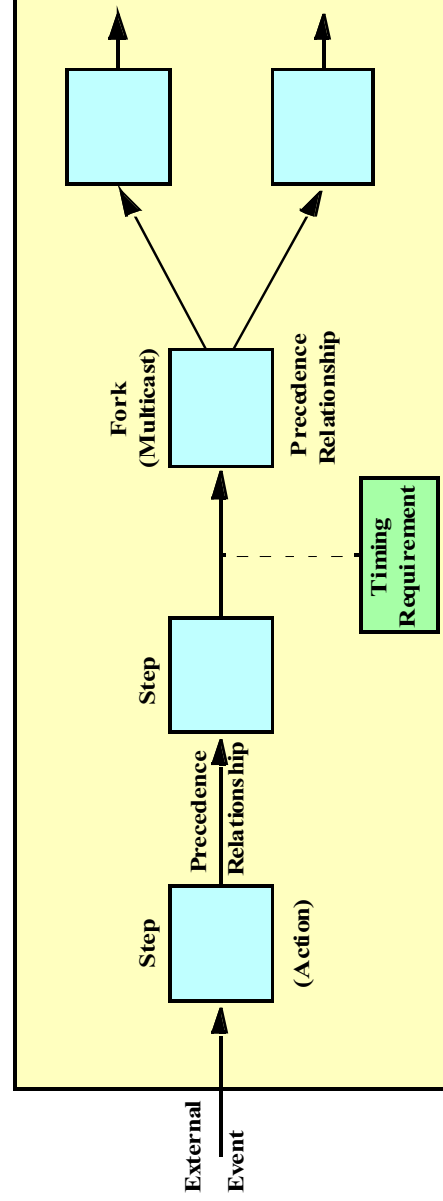 External
Event
Step
(Action)
Precedence
Relationship
Step
Timing
Requirement
Fork
(Multicast)
Precedence
Relationship